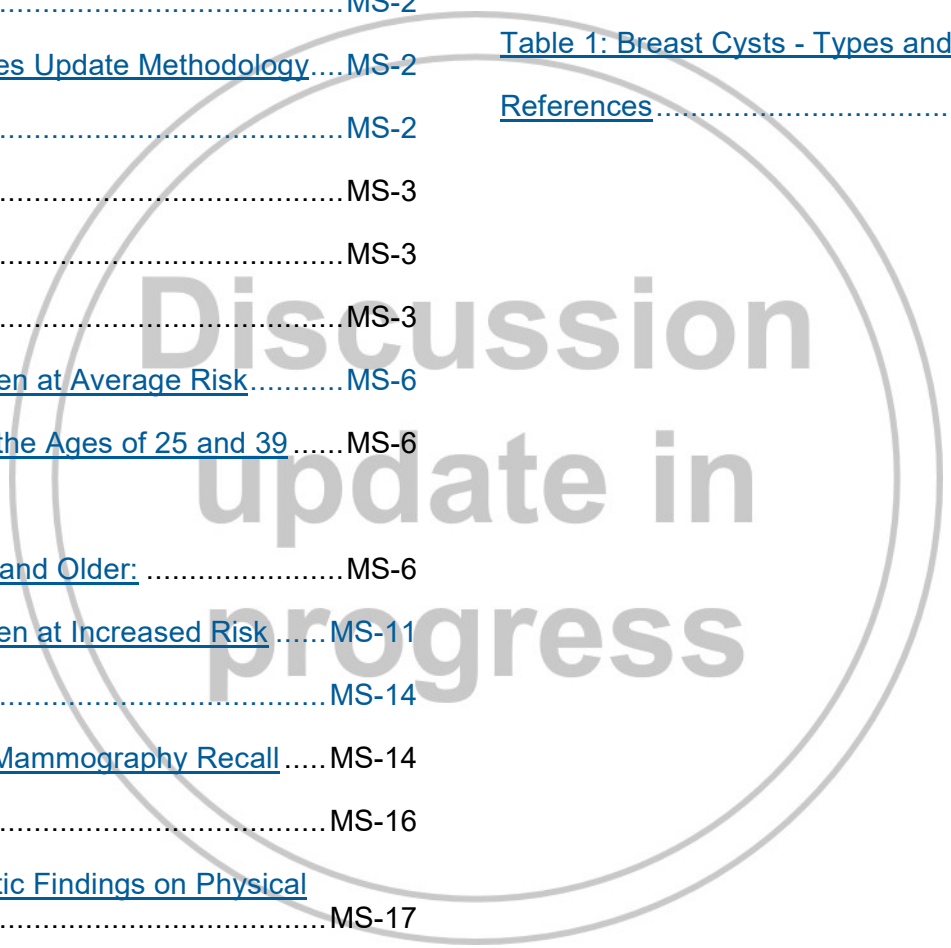 MS-2
es Update Methodology....MS-2
MS-2
MS-3
MS-3
MS-3
en at Average Risk...........MS-6
the Ages of 25 and 39 ......MS-6
and Older: .......................MS-6
en at Increased Risk ......MS-11
MS-14
Mammography Recall .....MS-14
MS-16
tic Findings on Physical
MS-17
Table 1: Breast Cysts - Types and
References..................................
Discussion
update in
progress